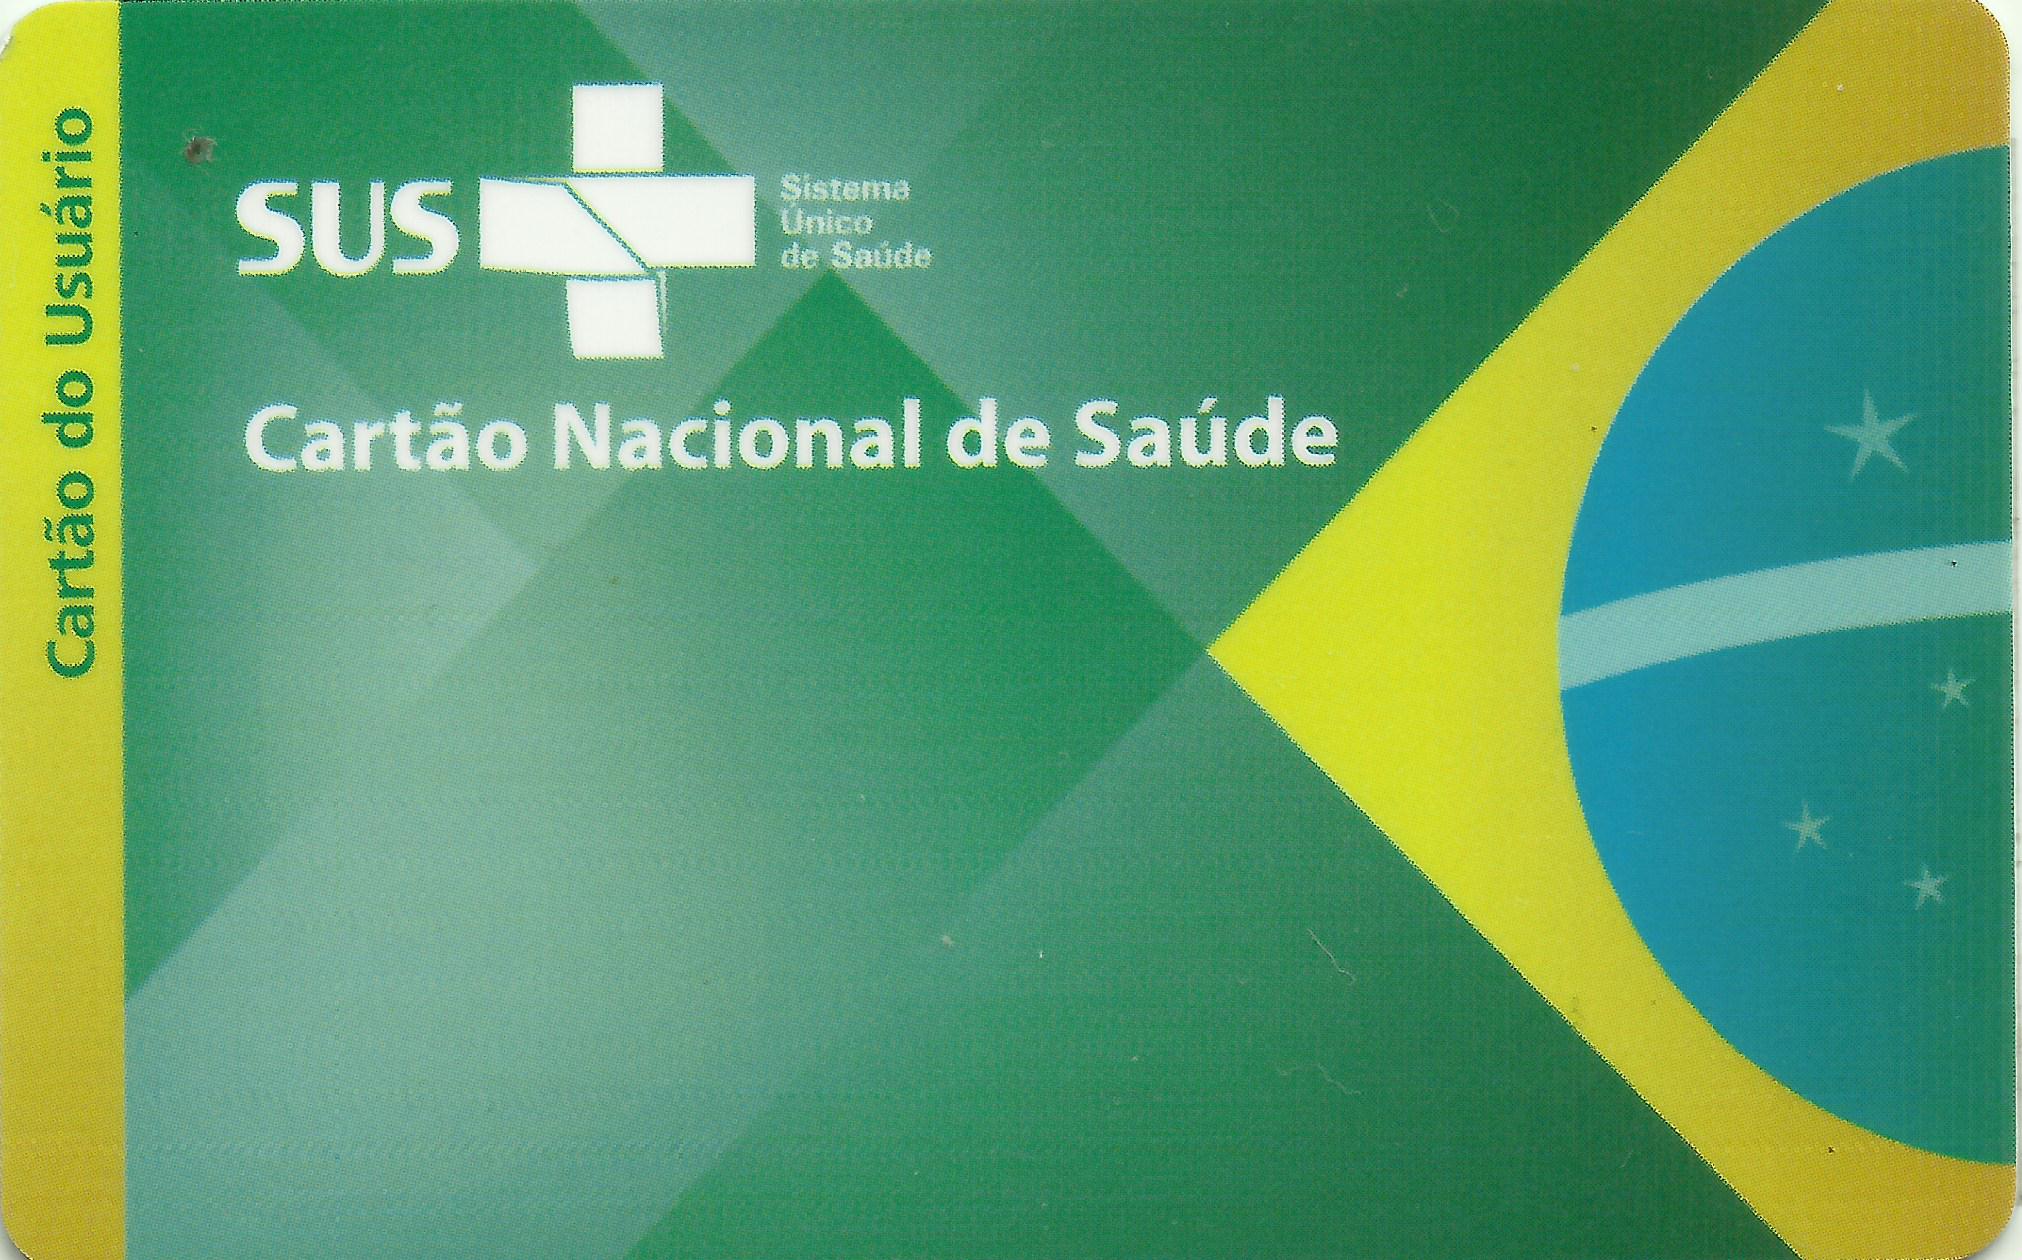 Cartão do Usuário
SUS
Sistema
Único
de Saúde
Cartão Nacional de Saúde